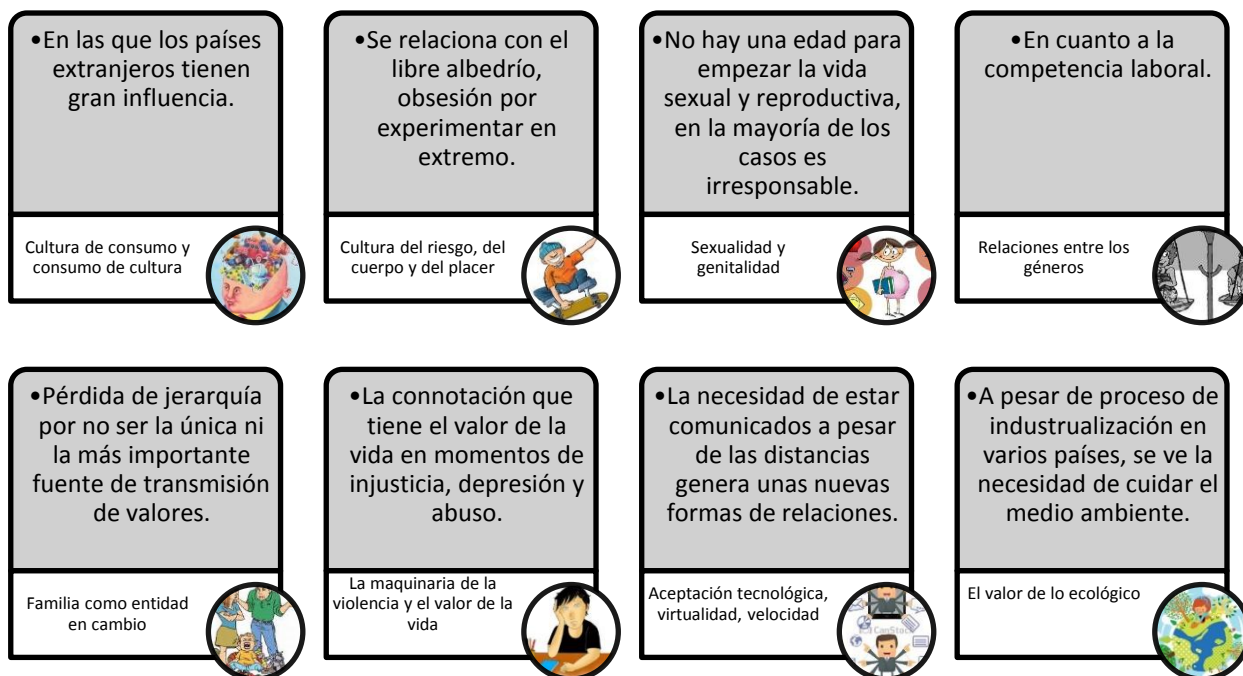 •En las que los países
extranjeros tienen
gran influencia.
Cultura de consumo y
consumo de cultura
•Se relaciona con el
libre albedrío,
obsesión por
experimentar en
extremo.
Cultura del riesgo, del
cuerpo y del placer
•No hay una edad para
empezar la vida
sexual y reproductiva,
en la mayoría de los
casos es
irresponsable.
Sexualidad y
genitalidad
•En cuanto a la
competencia laboral.
Relaciones entre los
géneros
•Pérdida de jerarquía
por no ser la única ni
la más importante
fuente de transmisión
de valores.
Familia como entidad
en cambio
•La connotación que
tiene el valor de la
vida en momentos de
injusticia, depresión y
abuso.
La maquinaria de la
violencia y el valor de la
vida
•La necesidad de estar
comunicados a pesar
de las distancias
genera unas nuevas
formas de relaciones.
Aceptación tecnológica,
virtualidad, velocidad
CanStock
•A pesar de proceso de
industrualización en
varios países, se ve la
necesidad de cuidar el
medio ambiente.
El valor de lo ecológico